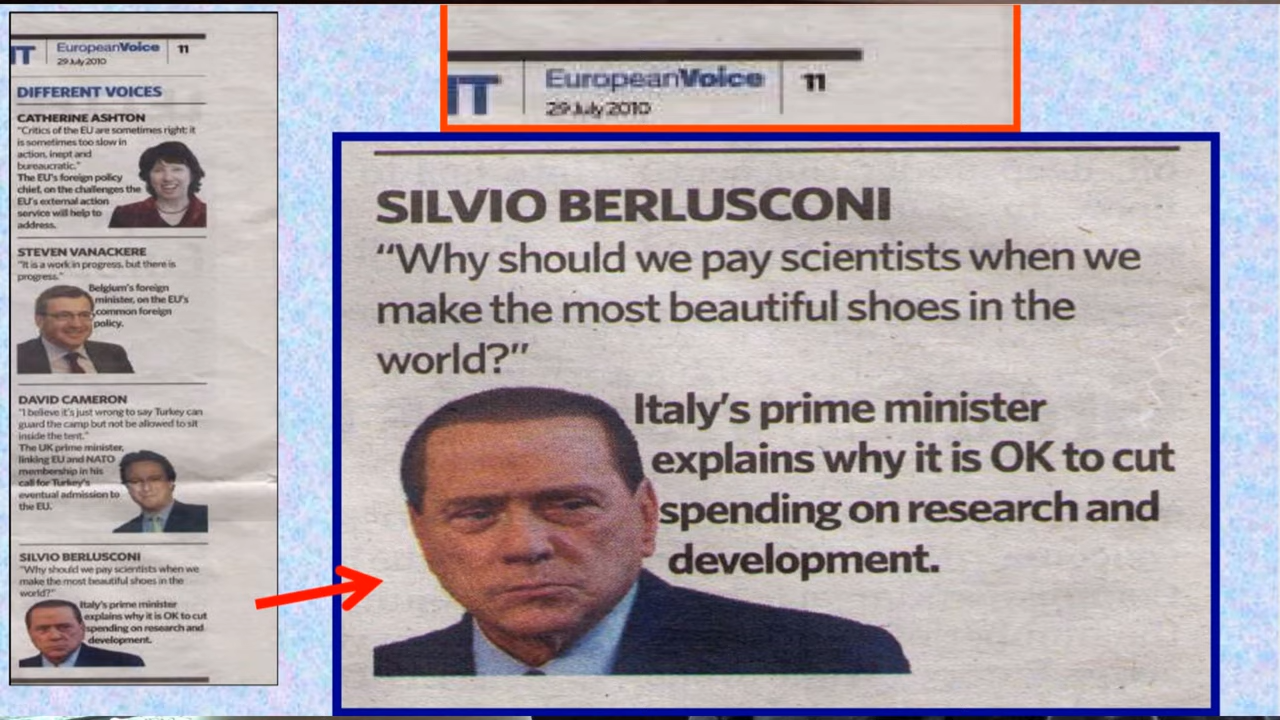 IT
EuropeanVoice
29 July 2010
11
DIFFERENT VOICES
CATHERINE ASHTON
"Critics of the EU are sometimes right: it
is sometimes too slow in
action, inept and
bureaucratic."
The EU's foreign policy
chief, on the challenges the
EU's external action
service will help to
address.
STEVEN VANACKERE
"It is a work in progress, but there is
progress."
Belgium's foreign
minister, on the EU's
common foreign
policy.
DAVID CAMERON
"I believe it's just wrong to say Turkey can
guard the camp but not be allowed to sit
inside the tent."
The UK prime minister,
linking EU and NATO
membership in his
call for Turkey's
eventual admission to
the EU.
SILVIO BERLUSCONI
"Why should we pay scientists when we
make the most beautiful shoes in the
world?"
Italy's prime minister
explains why it is OK to cut
spending on research and
development.
IT
EuropeanVoice
29 July 2010
11
SILVIO BERLUSCONI
"Why should we pay scientists when we
make the most beautiful shoes in the
world?"
Italy's prime minister
explains why it is OK to cut
spending on research and
development.